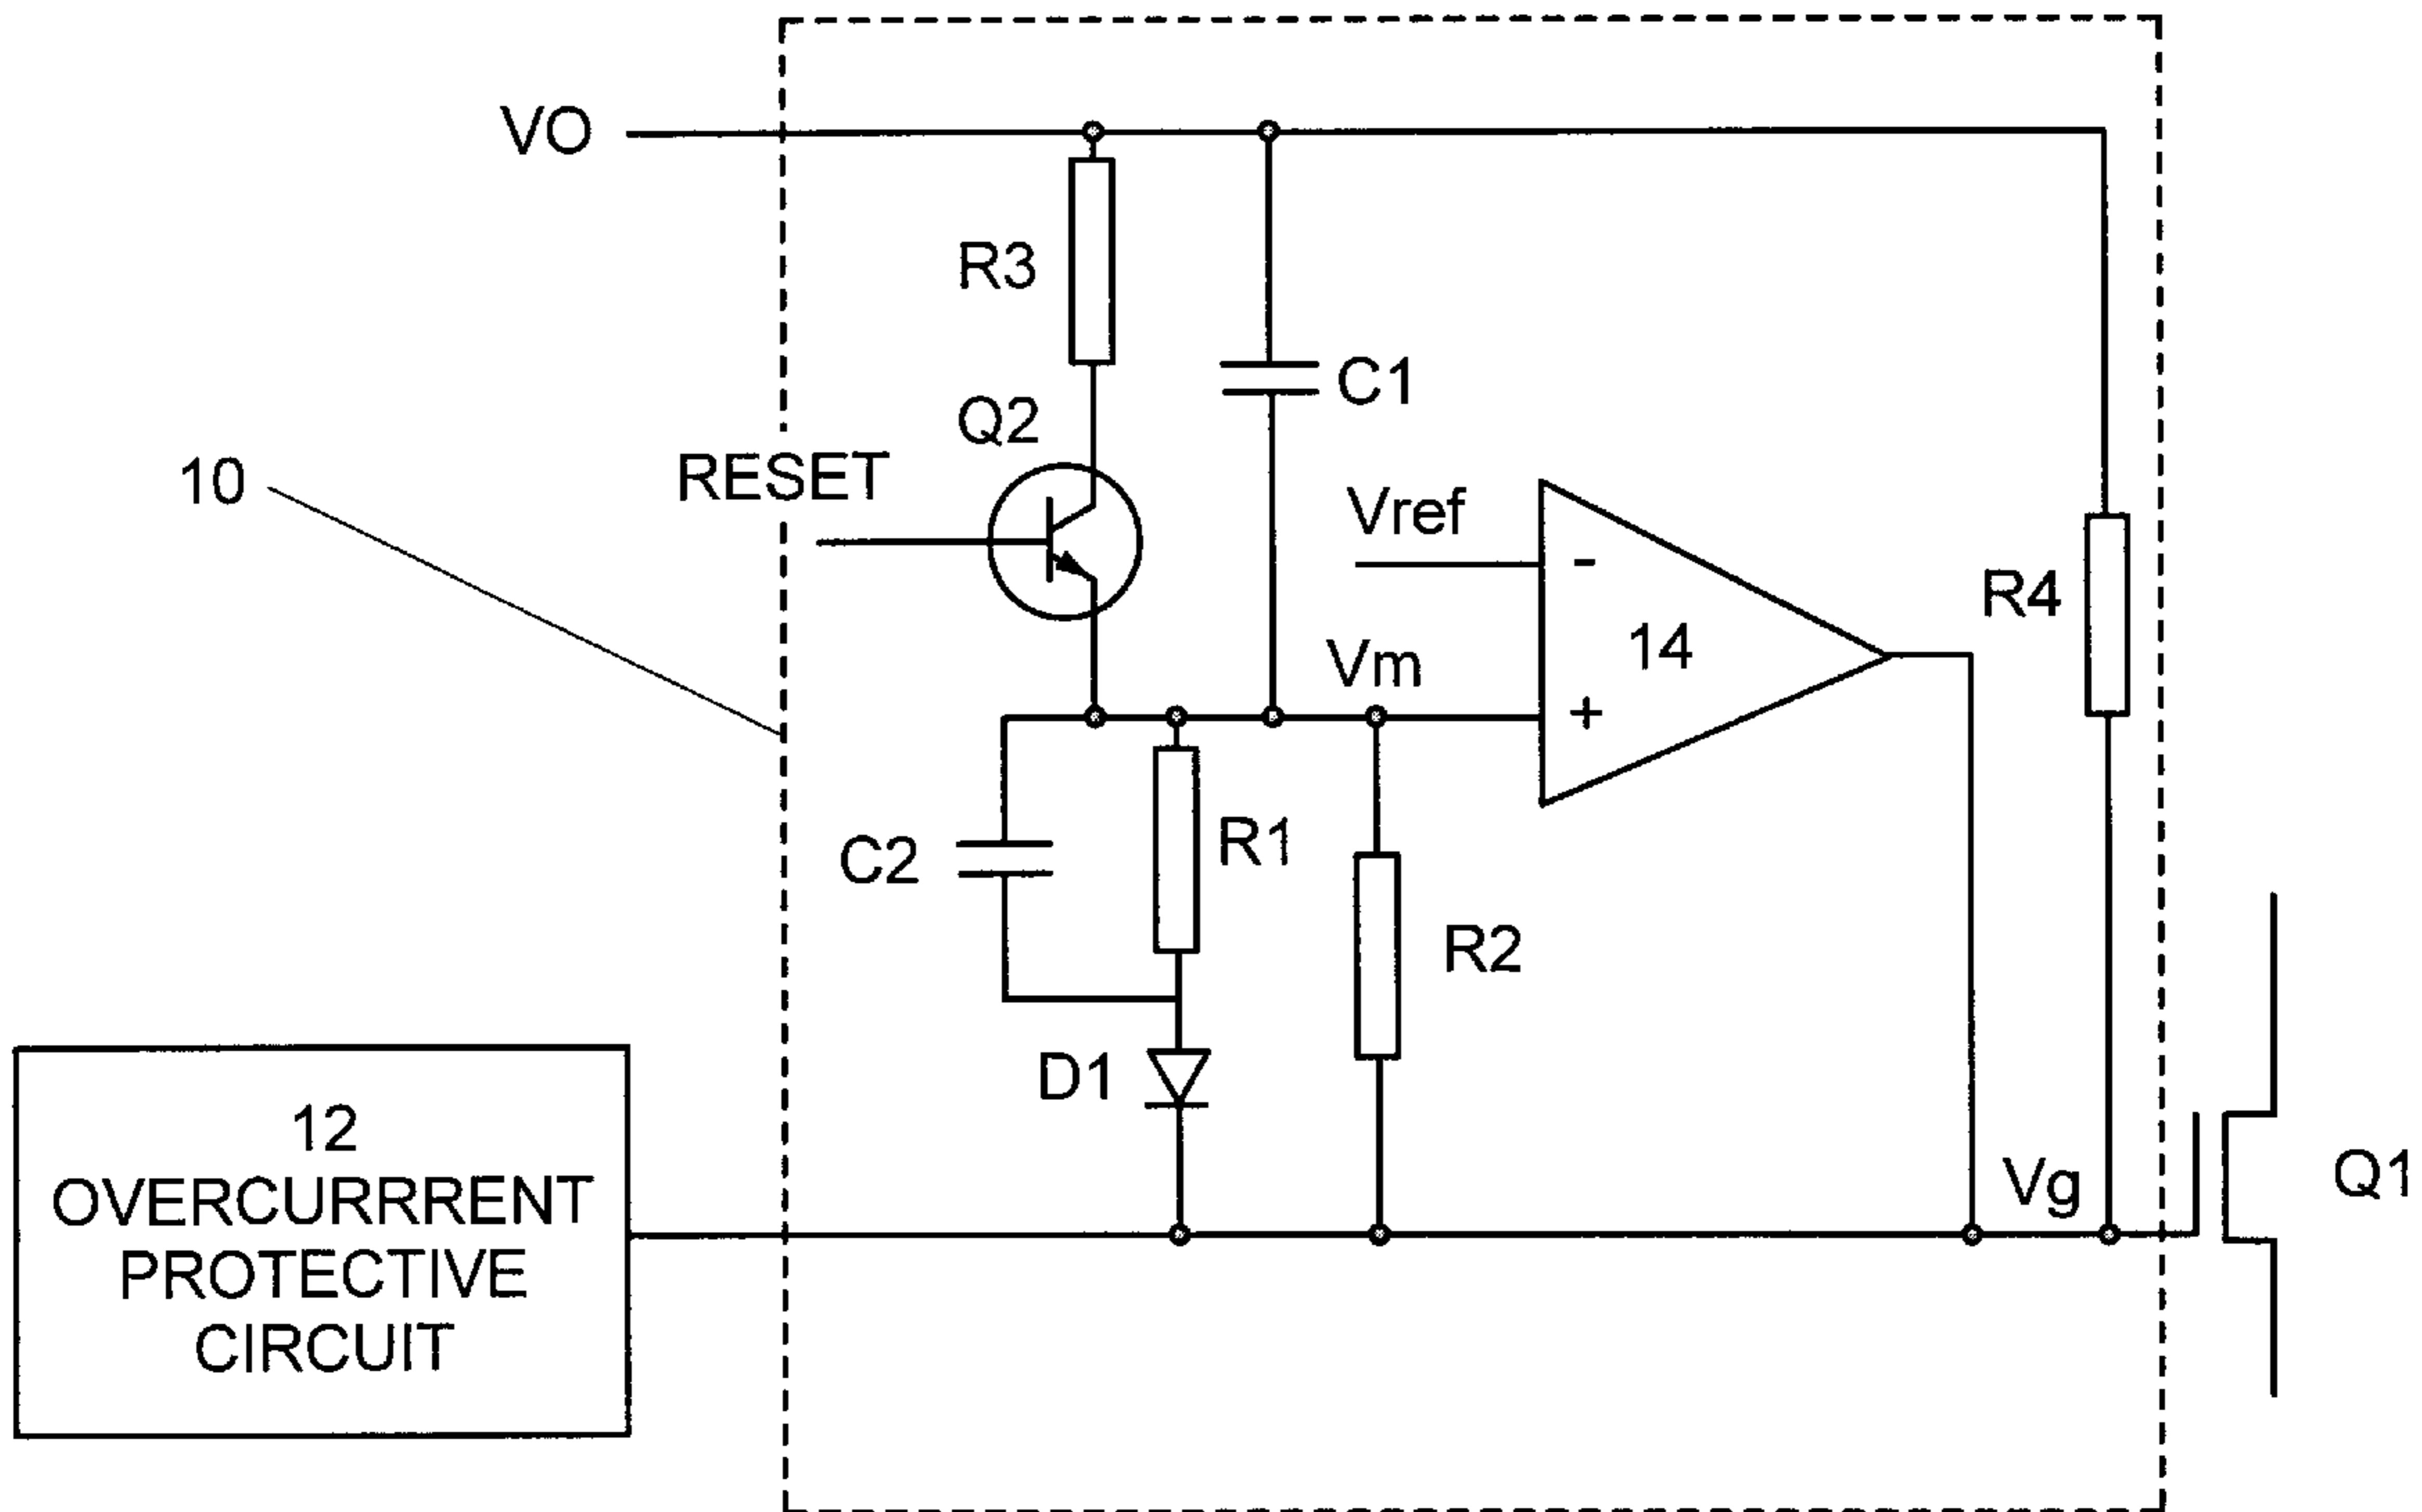 VO
R3
C1
Q2
RESET
10
Vref
-
14
R4
Vm
+
C2
R1
R2
D1
12
OVERCURRRENT
PROTECTIVE
CIRCUIT
Vg
Q1